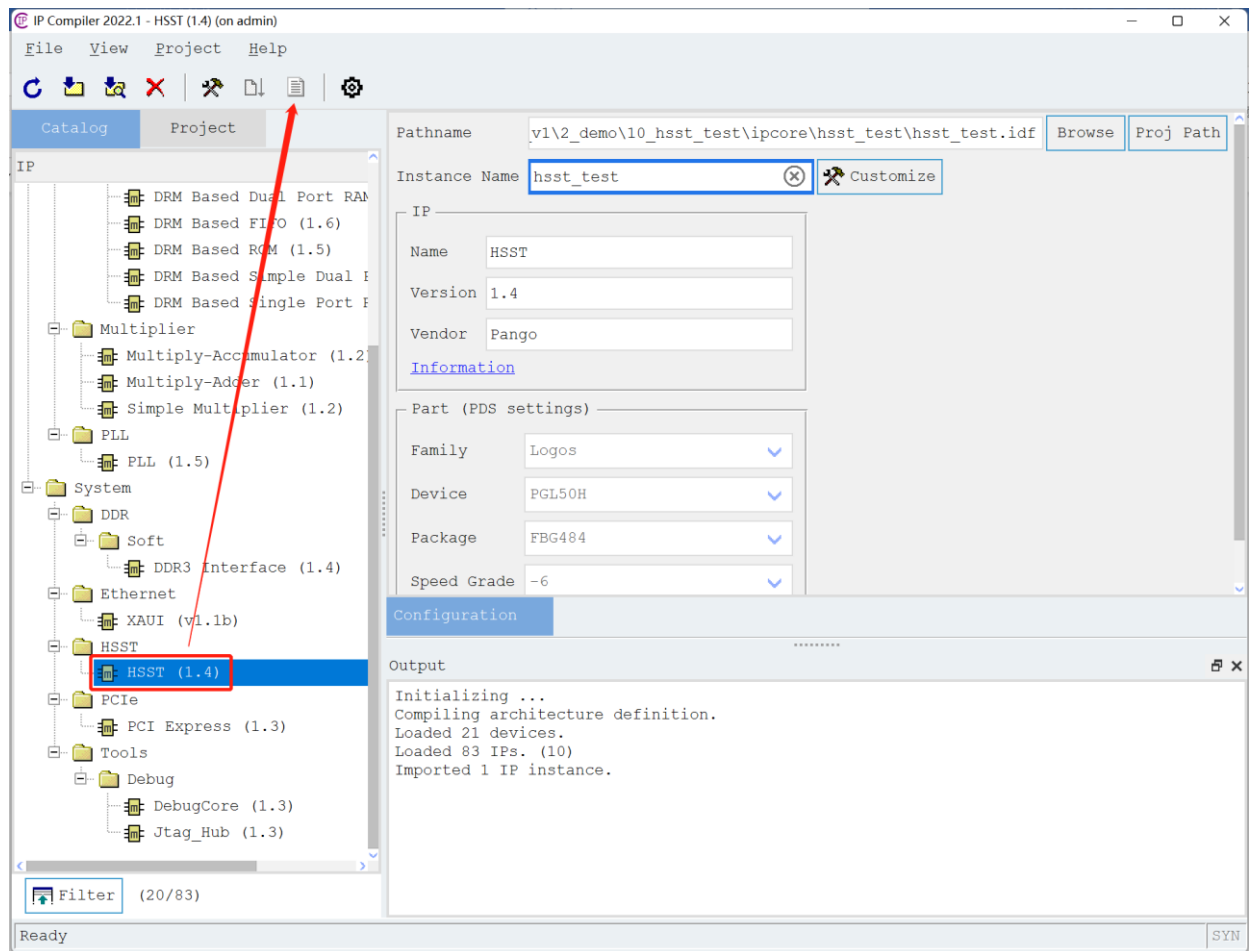 IP Compiler 2022.1 - HSST (1.4) (on admin)
File View Project Help
Catalog Project
IP
DRM Based Dual Port RAM
DRM Based FIFO (1.6)
DRM Based ROM (1.5)
DRM Based Simple Dual P
DRM Based Single Port R
Multiplier
Multiply-Accumulator (1.2)
Multiply-Adder (1.1)
Simple Multiplier (1.2)
PLL
PLL (1.5)
System
DDR
Soft
DDR3 Interface (1.4)
Ethernet
XAUI (v1.1b)
HSST
HSST (1.4)
PCIe
PCI Express (1.3)
Tools
Debug
DebugCore (1.3)
Jtag_Hub (1.3)
Filter (20/83)
Pathname v1\2_demo\10_hsst_test\ipcore\hsst_test\hsst_test.idf Browse Proj Path
Instance Name hsst_test Customize
IP
Name HSST
Version 1.4
Vendor Pango
Information
Part (PDS settings)
Family Logos
Device PGL50H
Package FBG484
Speed Grade -6
Configuration
Output
Initializing ...
Compiling architecture definition.
Loaded 21 devices.
Loaded 83 IPs. (10)
Imported 1 IP instance.
Ready SYN